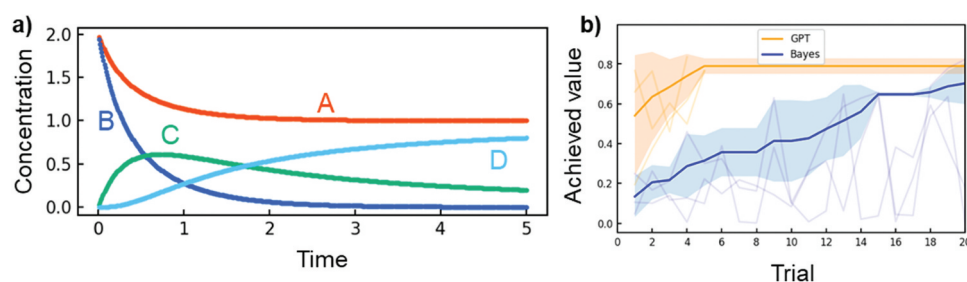 a)
2.0
1.5
1.0
0.5
0.0
Concentration
A
B
C
D
0 1 2 3 4 5
Time
b)
GPT
Bayes
0.8
0.6
0.4
0.2
0.0
Achieved value
0 2 4 6 8 10 12 14 16 18 20
Trial